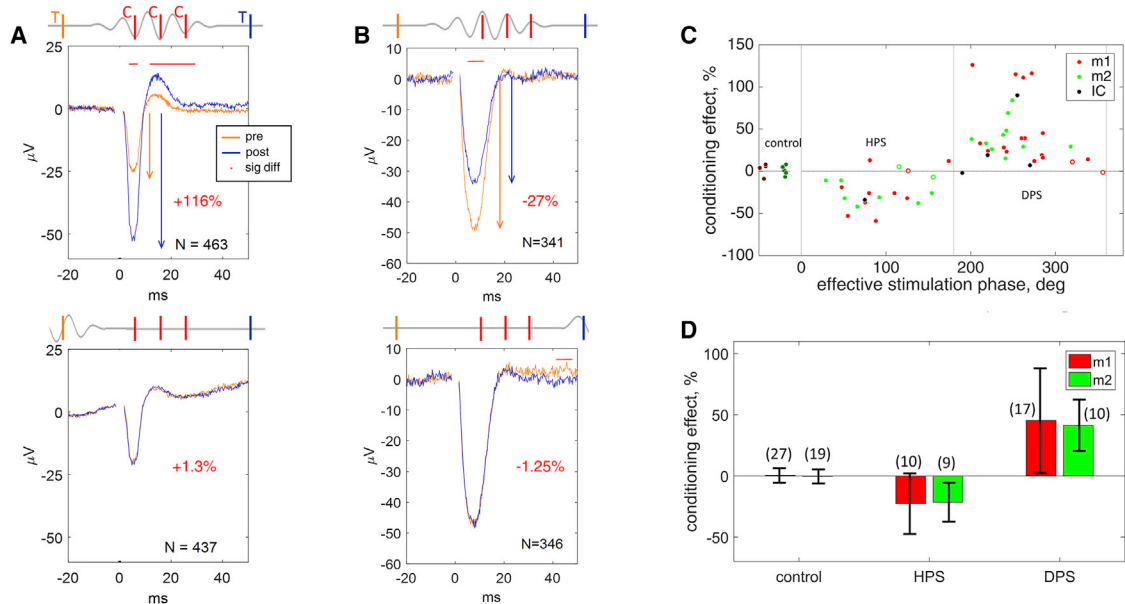 T C C C T
A
25
0
-25
-50
μV
-20 0 20 40
ms
pre
post
sig diff
+116%
N = 463
B
10
0
-10
-20
-30
-40
-50
-60
μV
-20 0 20 40
ms
-27%
N=341
25
0
-25
-50
μV
-20 0 20 40
ms
+1.3%
N = 437
10
0
-10
-20
-30
-40
-50
-60
μV
-20 0 20 40
ms
-1.25%
N=346
C
150
100
50
0
-50
-100
conditioning effect, %
control
HPS
DPS
m1
m2
IC
0 100 200 300
effective stimulation phase, deg
D
100
50
0
-50
conditioning effect, %
m1
m2
(27) (19) (10) (9) (17) (10)
control HPS DPS